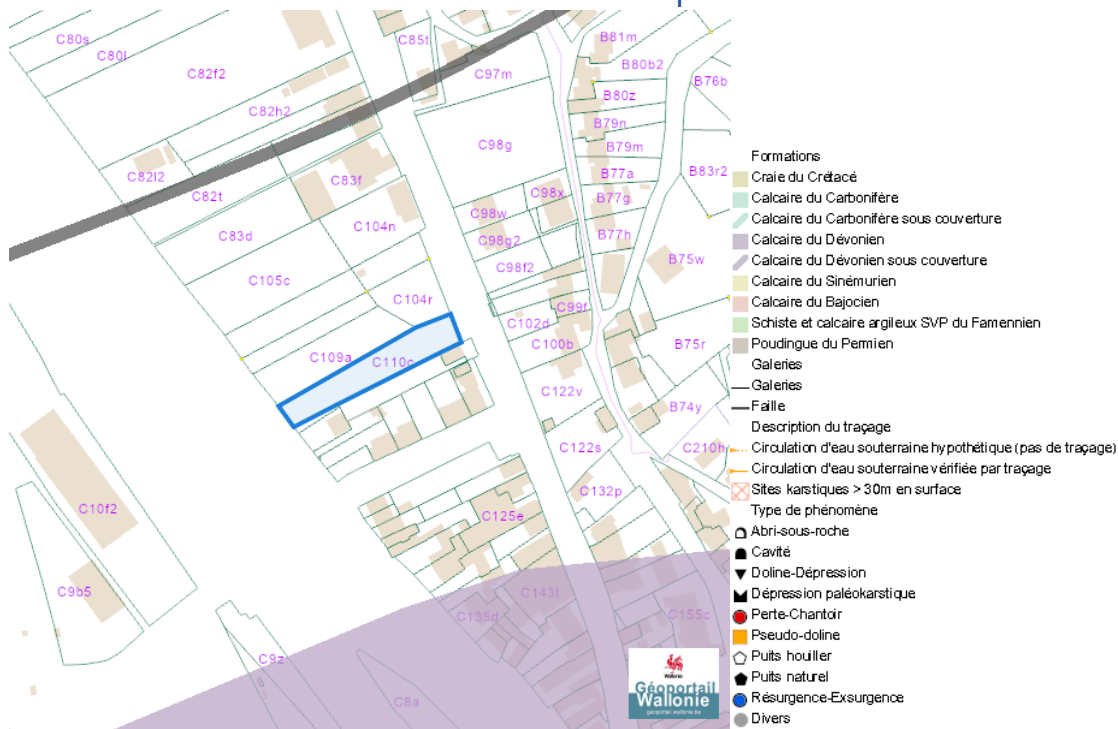 C80s
C80l
C82f2
C85t
C97m
B81m
B80b2
B76b
B80z
C82h2
B79n
C98g
B79m
C82l2
C83f
B77a
B83r2
C82t
C98x
B77g
C98w
C83d
C104n
C98g2
B77h
C98f2
B75w
C105c
C104r
C99f
C102d
C109a
C110c
C100b
B75r
C122v
B74y
C122s
C210h
C132p
C10f2
C125e
C9b5
C143t
C135d
C155c
C9z
C8a
Wallonie
Géoportail
Wallonie
geoportail.wallonie.be
Formations
Craie du Crétacé
Calcaire du Carbonifère
Calcaire du Carbonifère sous couverture
Calcaire du Dévonien
Calcaire du Dévonien sous couverture
Calcaire du Sinémurien
Calcaire du Bajocien
Schiste et calcaire argileux SVP du Famennien
Poudingue du Permien
Galeries
Galeries
Faille
Description du traçage
Circulation d'eau souterraine hypothétique (pas de traçage)
Circulation d'eau souterraine vérifiée par traçage
Sites karstiques > 30m en surface
Type de phénomène
Abri-sous-roche
Cavité
Doline-Dépression
Dépression paléokarstique
Perte-Chantoir
Pseudo-doline
Puits houiller
Puits naturel
Résurgence-Exsurgence
Divers